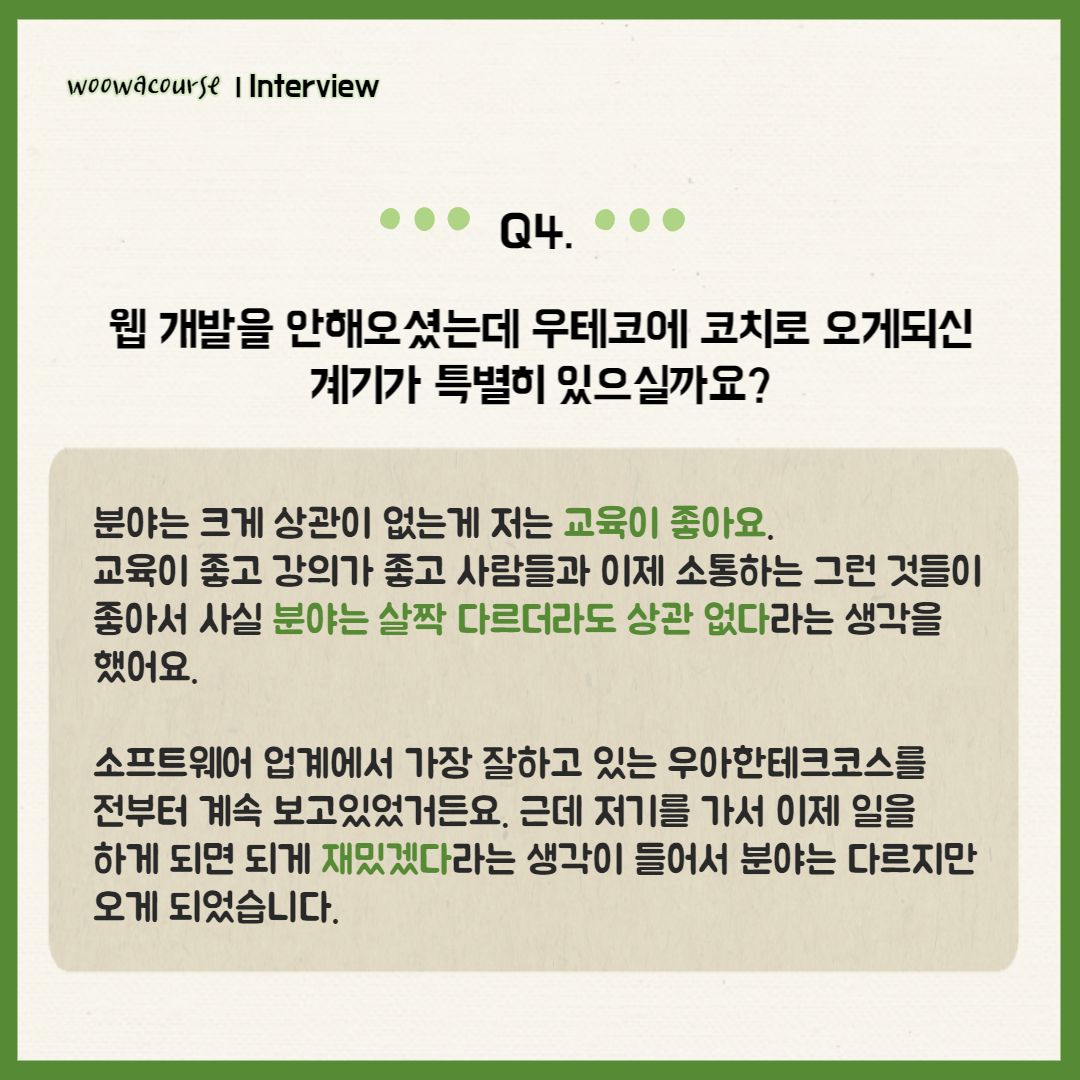 woowacourse | Interview
Q4.
웹 개발을 안해오셨는데 우테코에 코치로 오게되신
계기가 특별히 있으실까요?
분야는 크게 상관이 없는게 저는 교육이 좋아요.
교육이 좋고 강의가 좋고 사람들과 이제 소통하는 그런 것들이
좋아서 사실 분야는 살짝 다르더라도 상관 없다라는 생각을
했어요.
소프트웨어 업계에서 가장 잘하고 있는 우아한테크코스를
전부터 계속 보고있었거든요. 근데 저기를 가서 이제 일을
하게 되면 되게 재밌겠다라는 생각이 들어서 분야는 다르지만
오게 되었습니다.